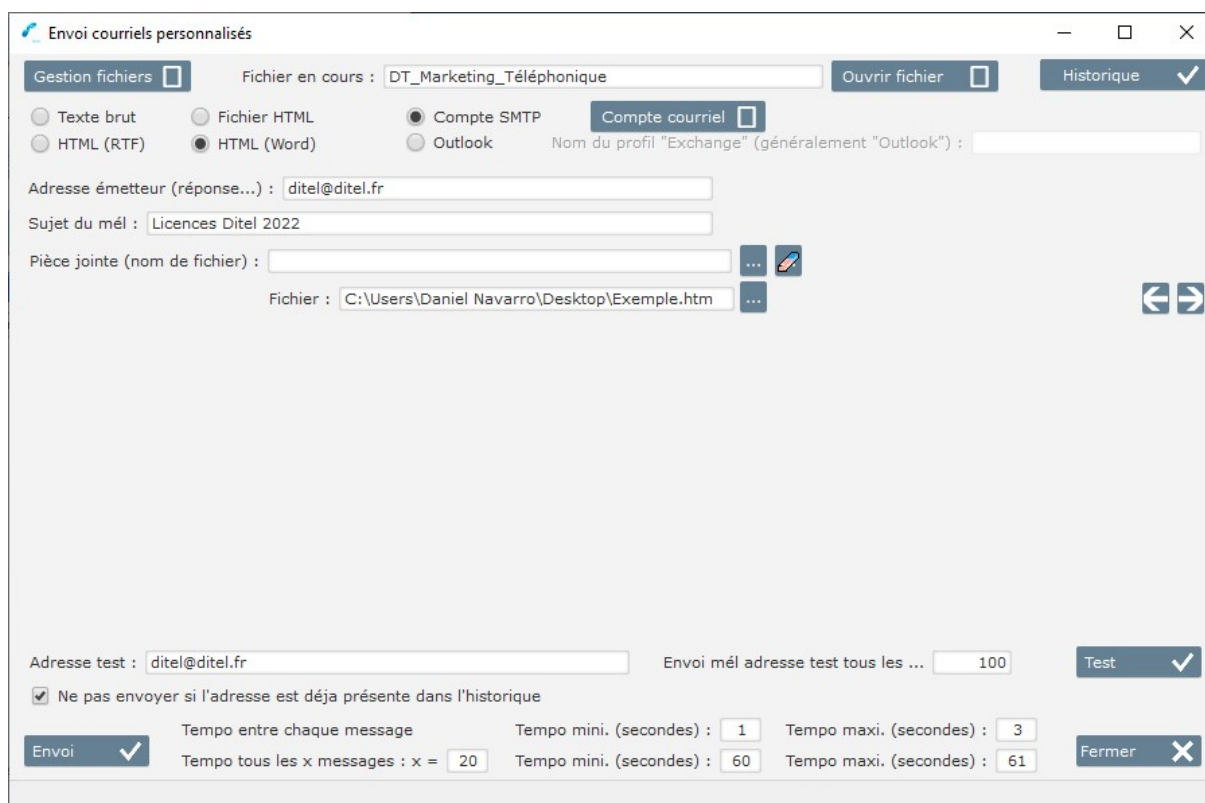 Envoi courriels personnalisés
Gestion fichiers Fichier en cours : DT_Marketing_Téléphonique Ouvrir fichier Historique
Texte brut Fichier HTML Compte SMTP Compte courriel
HTML (RTF) HTML (Word) Outlook Nom du profil "Exchange" (généralement "Outlook") :
Adresse émetteur (réponse...) : ditel@ditel.fr
Sujet du mél : Licences Ditel 2022
Pièce jointe (nom de fichier) : ...
Fichier : C:\Users\Daniel Navarro\Desktop\Exemple.htm ...
Adresse test : ditel@ditel.fr Envoi mél adresse test tous les ... 100 Test
Ne pas envoyer si l'adresse est déja présente dans l'historique
Tempo entre chaque message Tempo mini. (secondes) : 1 Tempo maxi. (secondes) : 3
Envoi Fermer
Tempo tous les x messages : x = 20 Tempo mini. (secondes) : 60 Tempo maxi. (secondes) : 61